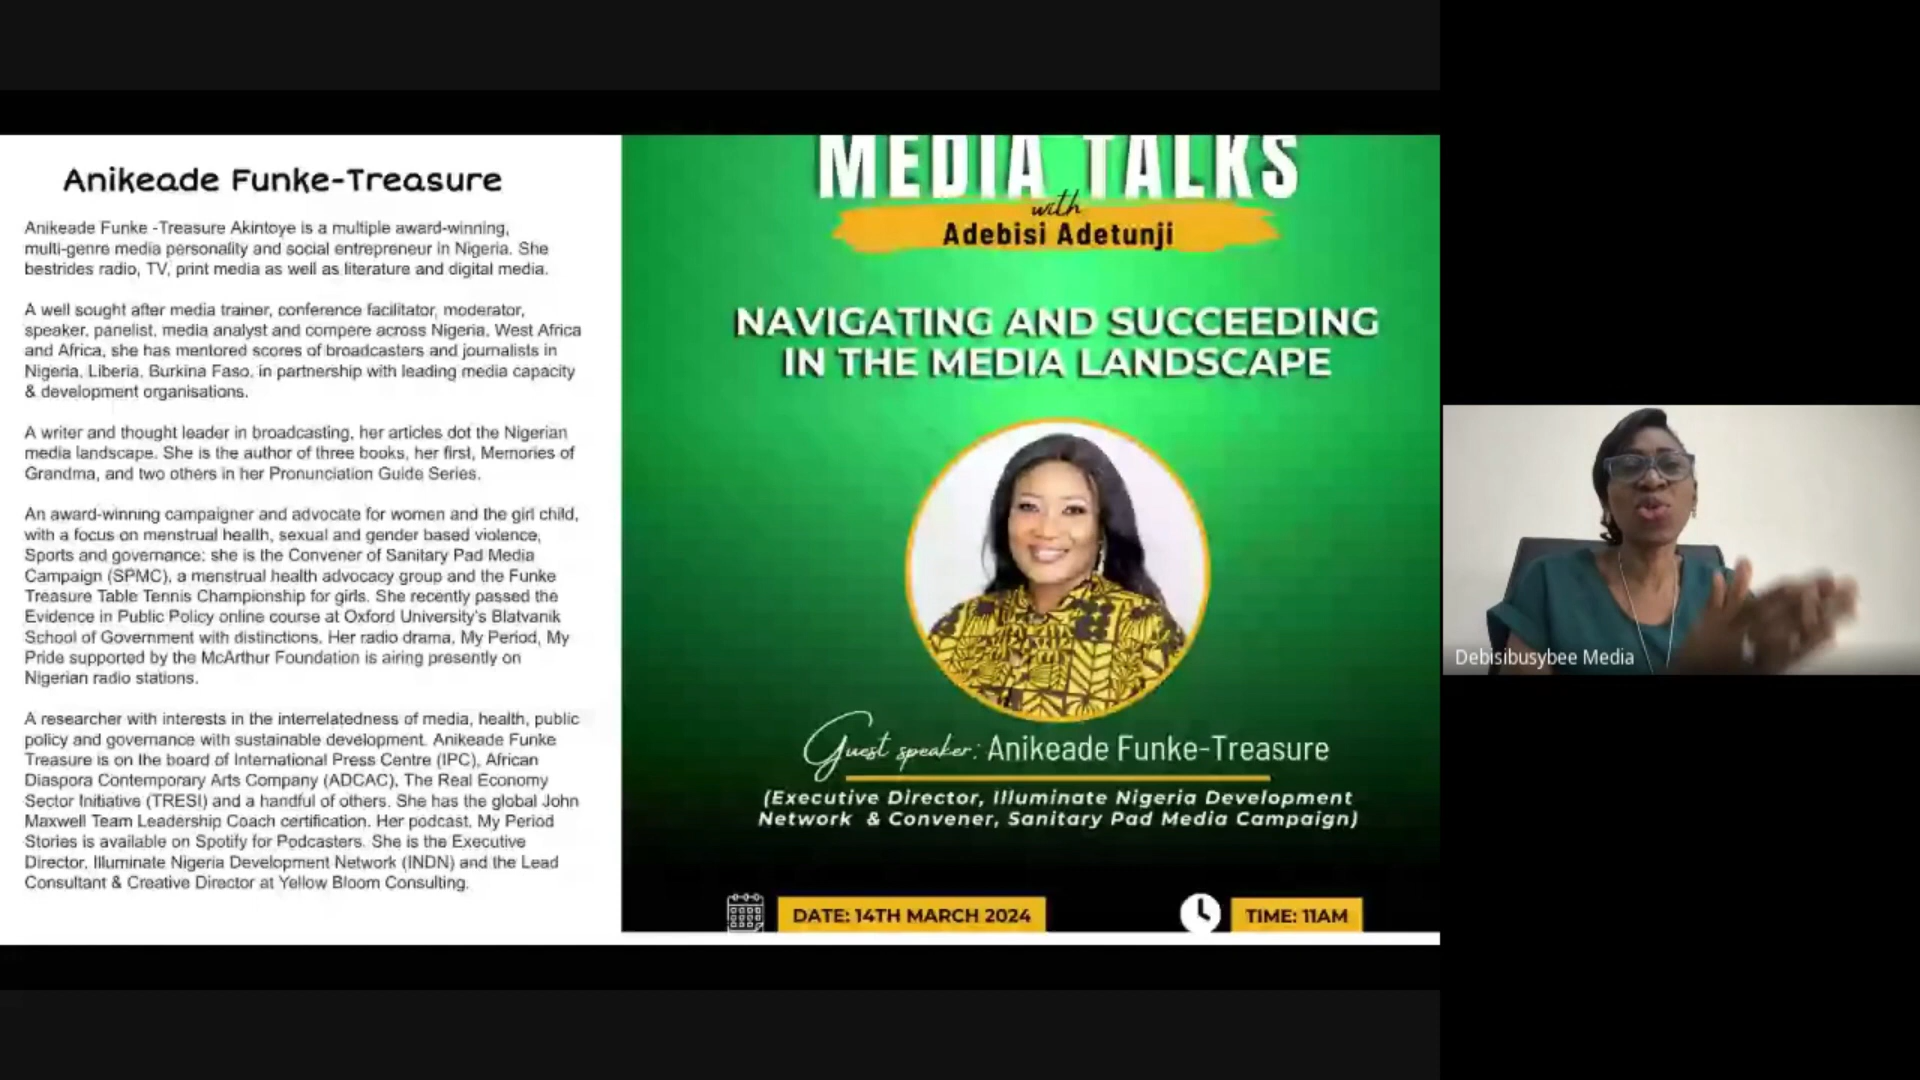 Anikeade Funke-Treasure
Anikeade Funke -Treasure Akintoye is a multiple award-winning,
multi-genre media personality and social entrepreneur in Nigeria. She
bestrides radio, TV, print media as well as literature and digital media.
A well sought after media trainer, conference facilitator, moderator,
speaker, panelist, media analyst and compere across Nigeria, West Africa
and Africa, she has mentored scores of broadcasters and journalists in
Nigeria, Liberia, Burkina Faso, in partnership with leading media capacity
& development organisations.
A writer and thought leader in broadcasting, her articles dot the Nigerian
media landscape. She is the author of three books, her first, Memories of
Grandma, and two others in her Pronunciation Guide Series.
An award-winning campaigner and advocate for women and the girl child,
with a focus on menstrual health, sexual and gender based violence,
Sports and governance; she is the Convener of Sanitary Pad Media
Campaign (SPMC), a menstrual health advocacy group and the Funke
Treasure Table Tennis Championship for girls. She recently passed the
Evidence in Public Policy online course at Oxford University's Blatvanik
School of Government with distinctions. Her radio drama, My Period, My
Pride supported by the McArthur Foundation is airing presently on
Nigerian radio stations.
A researcher with interests in the interrelatedness of media, health, public
policy and governance with sustainable development. Anikeade Funke
Treasure is on the board of International Press Centre (IPC), African
Diaspora Contemporary Arts Company (ADCAC), The Real Economy
Sector Initiative (TRESI) and a handful of others. She has the global John
Maxwell Team Leadership Coach certification. Her podcast, My Period
Stories is available on Spotify for Podcasters. She is the Executive
Director, Illuminate Nigeria Development Network (INDN) and the Lead
Consultant & Creative Director at Yellow Bloom Consulting.
MEDIA TALKS
with
Adebisi Adetunji
NAVIGATING AND SUCCEEDING
IN THE MEDIA LANDSCAPE
Guest speaker: Anikeade Funke-Treasure
(Executive Director, Illuminate Nigeria Development
Network & Convener, Sanitary Pad Media Campaign)
DATE: 14TH MARCH 2024
TIME: 11AM
Debisibusybee Media